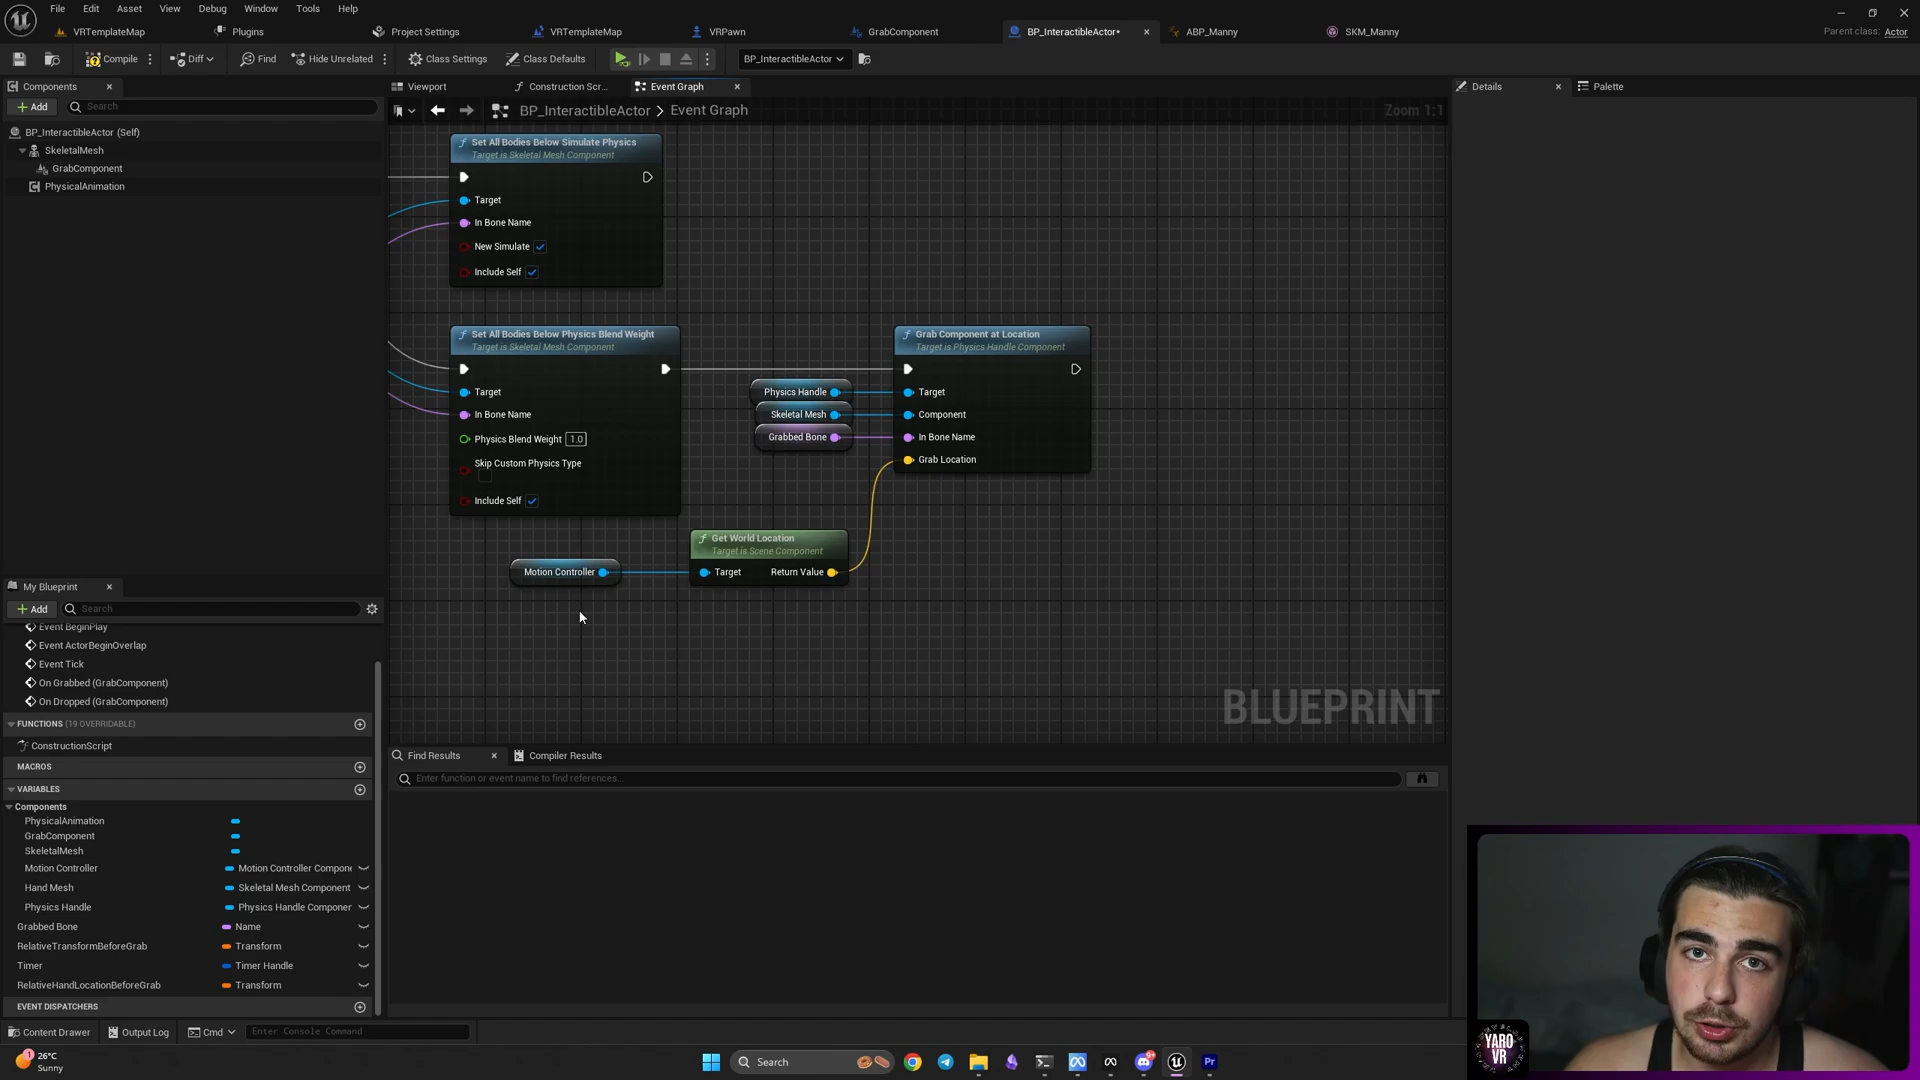 File Edit Asset View Debug Window Tools Help
VRTemplateMap Plugins Project Settings VRTemplateMap VRPawn GrabComponent BP_InteractibleActor• ABP_Manny SKM_Manny
Parent class: Actor
Compile Diff Find Hide Unrelated Class Settings Class Defaults BP_InteractibleActor
Components
Add Search
BP_InteractibleActor (Self)
SkeletalMesh
GrabComponent
PhysicalAnimation
Viewport Construction Scr... Event Graph
BP_InteractibleActor > Event Graph
Zoom 1:1
Set All Bodies Below Simulate Physics
Target is Skeletal Mesh Component
Target
In Bone Name
New Simulate
Include Self
Set All Bodies Below Physics Blend Weight
Target is Skeletal Mesh Component
Target
In Bone Name
Physics Blend Weight 1.0
Skip Custom Physics Type
Include Self
Physics Handle
Skeletal Mesh
Grabbed Bone
Grab Component at Location
Target is Physics Handle Component
Target
Component
In Bone Name
Grab Location
Get World Location
Target is Scene Component
Motion Controller
Target Return Value
BLUEPRINT
Details Palette
My Blueprint
Add Search
Event BeginPlay
Event ActorBeginOverlap
Event Tick
On Grabbed (GrabComponent)
On Dropped (GrabComponent)
FUNCTIONS (19 OVERRIDABLE)
ConstructionScript
MACROS
VARIABLES
Components
PhysicalAnimation
GrabComponent
SkeletalMesh
Motion Controller Motion Controller Compone
Hand Mesh Skeletal Mesh Component
Physics Handle Physics Handle Componer
Grabbed Bone Name
RelativeTransformBeforeGrab Transform
Timer Timer Handle
RelativeHandLocationBeforeGrab Transform
EVENT DISPATCHERS
Find Results Compiler Results
Enter function or event name to find references...
Content Drawer Output Log Cmd Enter Console Command
1
26°C
Sunny
Search
Pr
YARO
VR